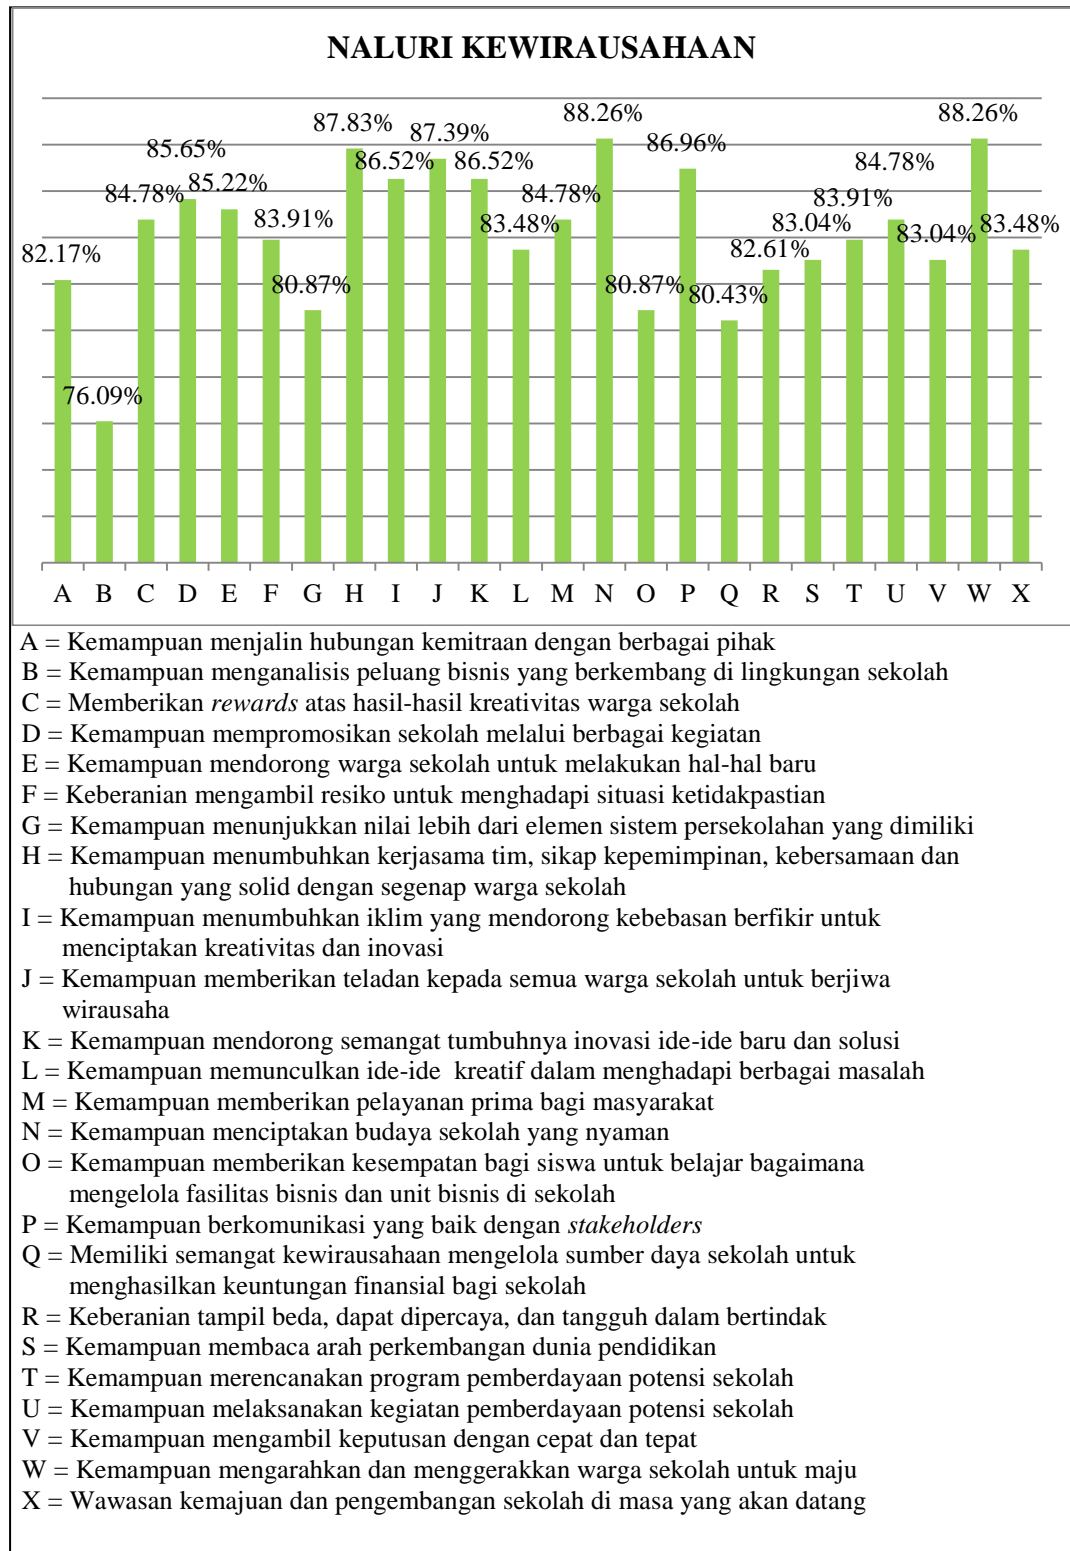 NALURI KEWIRAUSAHAAN
82.17%
76.09%
84.78%
85.65%
85.22%
83.91%
80.87%
87.83%
86.52%
87.39%
86.52%
83.48%
84.78%
88.26%
80.87%
86.96%
80.43%
82.61%
83.04%
83.91%
84.78%
83.04%
88.26%
83.48%
A B C D E F G H I J K L M N O P Q R S T U V W X
A = Kemampuan menjalin hubungan kemitraan dengan berbagai pihak
B = Kemampuan menganalisis peluang bisnis yang berkembang di lingkungan sekolah
C = Memberikan rewards atas hasil-hasil kreativitas warga sekolah
D = Kemampuan mempromosikan sekolah melalui berbagai kegiatan
E = Kemampuan mendorong warga sekolah untuk melakukan hal-hal baru
F = Keberanian mengambil resiko untuk menghadapi situasi ketidakpastian
G = Kemampuan menunjukkan nilai lebih dari elemen sistem persekolahan yang dimiliki
H = Kemampuan menumbuhkan kerjasama tim, sikap kepemimpinan, kebersamaan dan
hubungan yang solid dengan segenap warga sekolah
I = Kemampuan menumbuhkan iklim yang mendorong kebebasan berfikir untuk
menciptakan kreativitas dan inovasi
J = Kemampuan memberikan teladan kepada semua warga sekolah untuk berjiwa
wirausaha
K = Kemampuan mendorong semangat tumbuhnya inovasi ide-ide baru dan solusi
L = Kemampuan memunculkan ide-ide kreatif dalam menghadapi berbagai masalah
M = Kemampuan memberikan pelayanan prima bagi masyarakat
N = Kemampuan menciptakan budaya sekolah yang nyaman
O = Kemampuan memberikan kesempatan bagi siswa untuk belajar bagaimana
mengelola fasilitas bisnis dan unit bisnis di sekolah
P = Kemampuan berkomunikasi yang baik dengan stakeholders
Q = Memiliki semangat kewirausahaan mengelola sumber daya sekolah untuk
menghasilkan keuntungan finansial bagi sekolah
R = Keberanian tampil beda, dapat dipercaya, dan tangguh dalam bertindak
S = Kemampuan membaca arah perkembangan dunia pendidikan
T = Kemampuan merencanakan program pemberdayaan potensi sekolah
U = Kemampuan melaksanakan kegiatan pemberdayaan potensi sekolah
V = Kemampuan mengambil keputusan dengan cepat dan tepat
W = Kemampuan mengarahkan dan menggerakkan warga sekolah untuk maju
X = Wawasan kemajuan dan pengembangan sekolah di masa yang akan datang